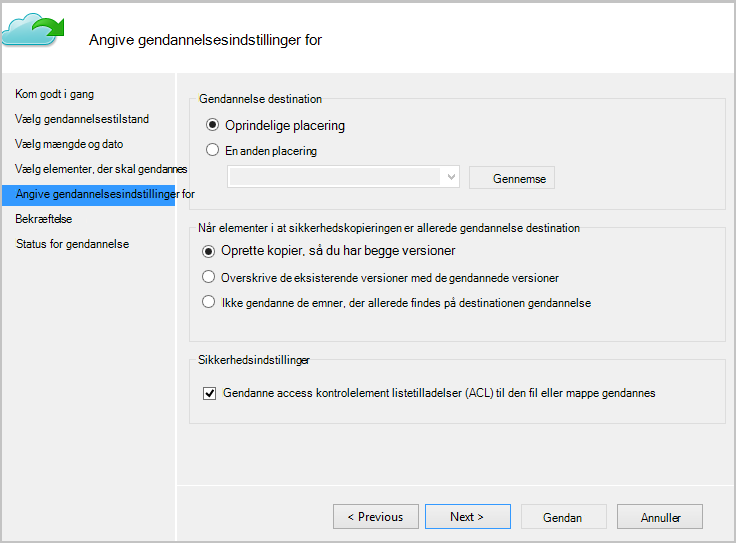 Angive gendannelsesindstillinger for
Kom godt i gang
Vælg gendannelsestilstand
Vælg mængde og dato
Vælg elementer, der skal gendannes
Angive gendannelsesindstillinger for
Bekræftelse
Status for gendannelse
Gendannelse destination
Oprindelige placering
En anden placering
Gennemse
Når elementer i at sikkerhedskopieringen er allerede gendannelse destination
Oprette kopier, så du har begge versioner
Overskrive de eksisterende versioner med de gendannede versioner
Ikke gendanne de emner, der allerede findes på destinationen gendannelse
Sikkerhedsindstillinger
Gendanne access kontrolelement listetilladelser (ACL) til den fil eller mappe gendannes
< Previous
Next >
Gendan
Annuller